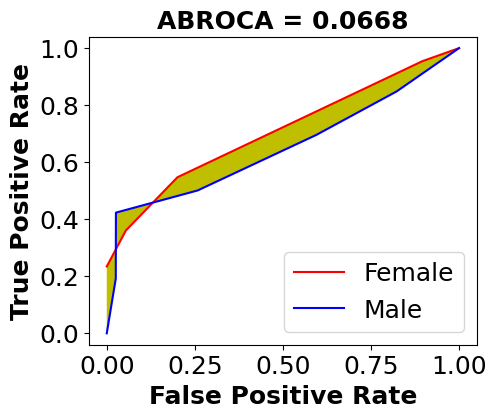 ABROCA = 0.0668
True Positive Rate
1.0
0.8
0.6
0.4
0.2
0.0
Female
Male
0.00 0.25 0.50 0.75 1.00
False Positive Rate